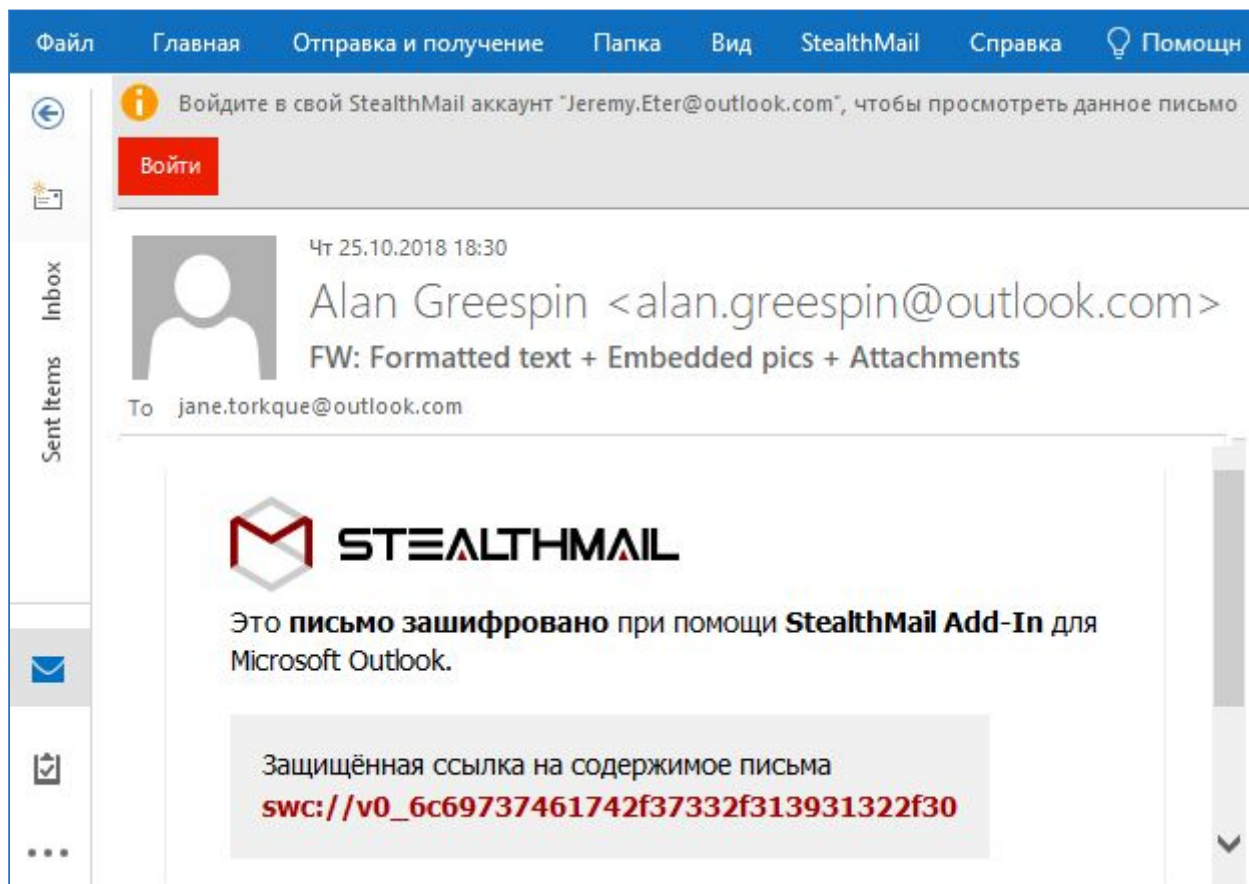 Файл Главная Отправка и получение Папка Вид StealthMail Справка Помощн
Войдите в свой StealthMail аккаунт "Jeremy.Eter@outlook.com", чтобы просмотреть данное письмо
Войти
Inbox
Sent Items
Чт 25.10.2018 18:30
Alan Greespin <alan.greespin@outlook.com>
FW: Formatted text + Embedded pics + Attachments
To jane.torkque@outlook.com
STEALTHMAIL
Это письмо зашифровано при помощи StealthMail Add-In для
Microsoft Outlook.
Защищённая ссылка на содержимое письма
swc://v0_6c69737461742f37332f313931322f30